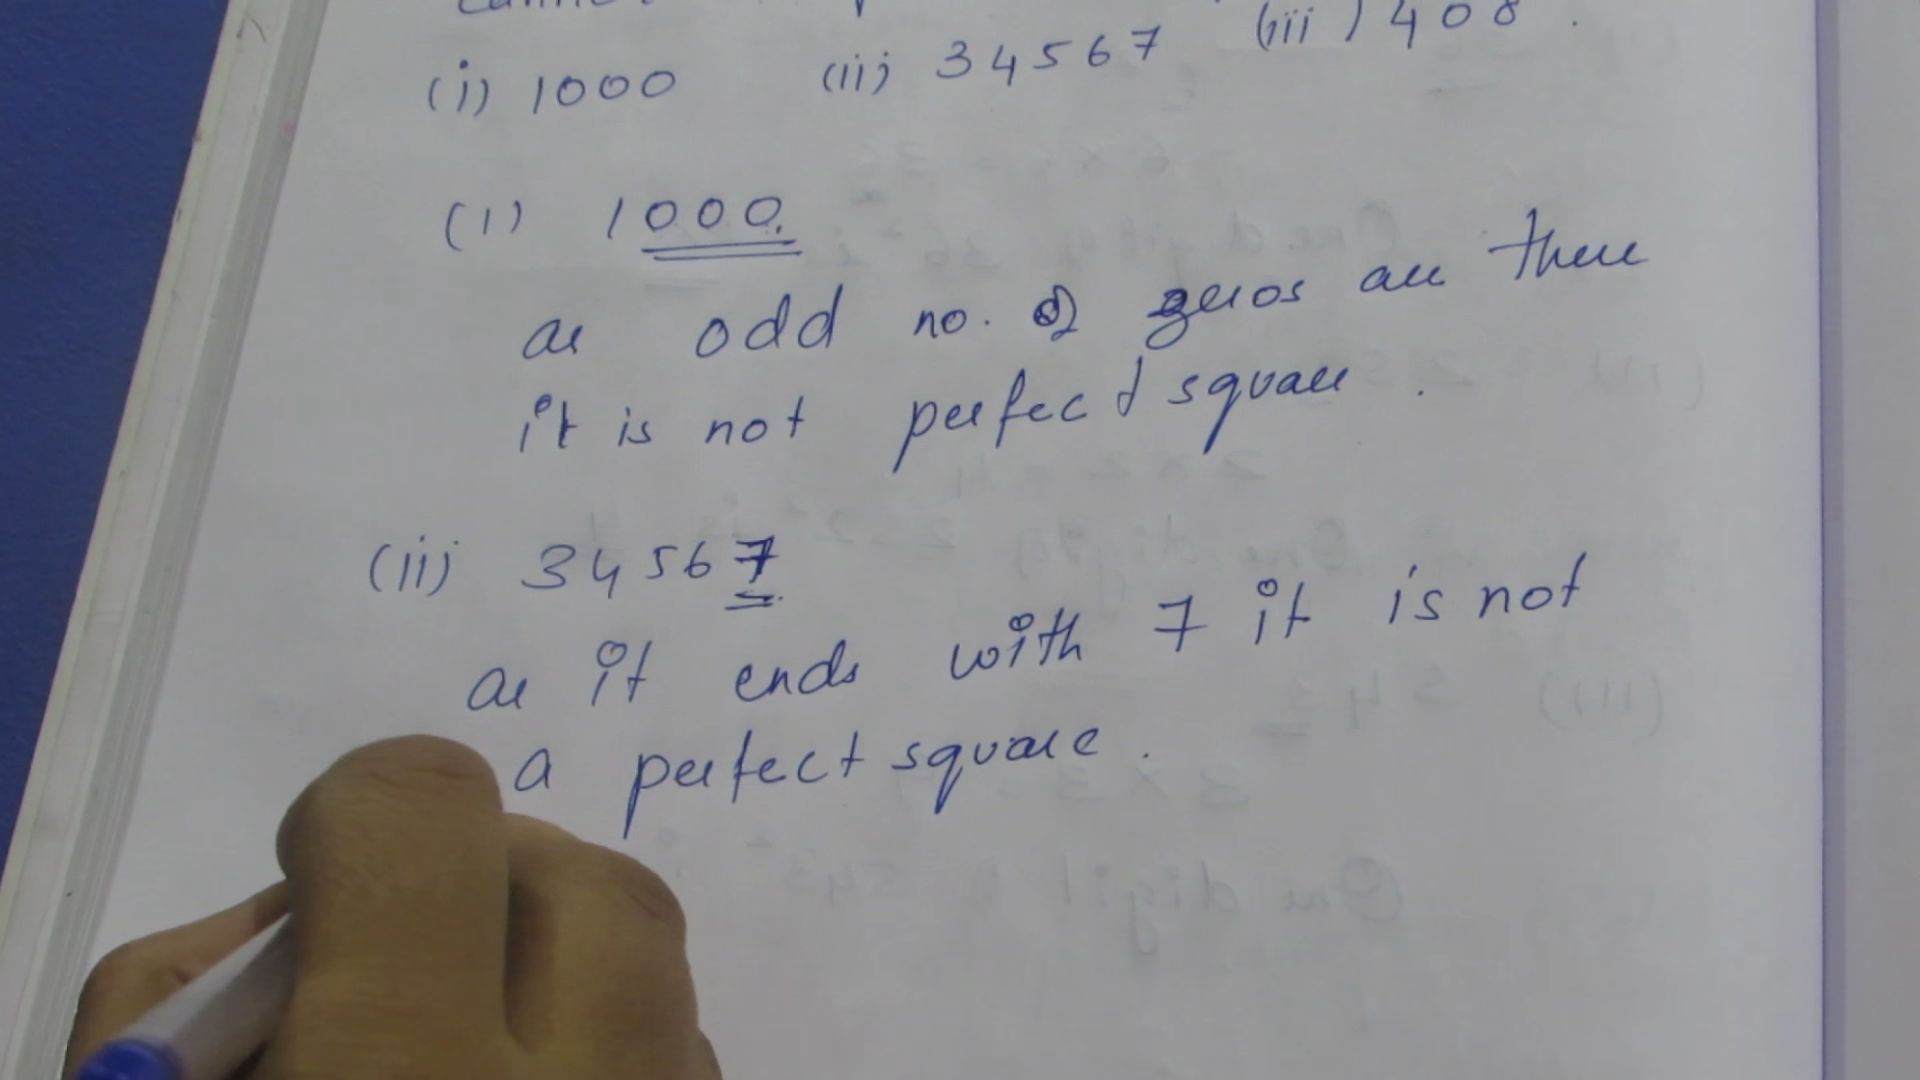 (i) 1000 (ii) 34567 (iii) 408.
(i) 1000.
as odd no. of zeros are there
it is not perfect square.
(ii) 34567
as it ends with 7 it is not
a perfect square.